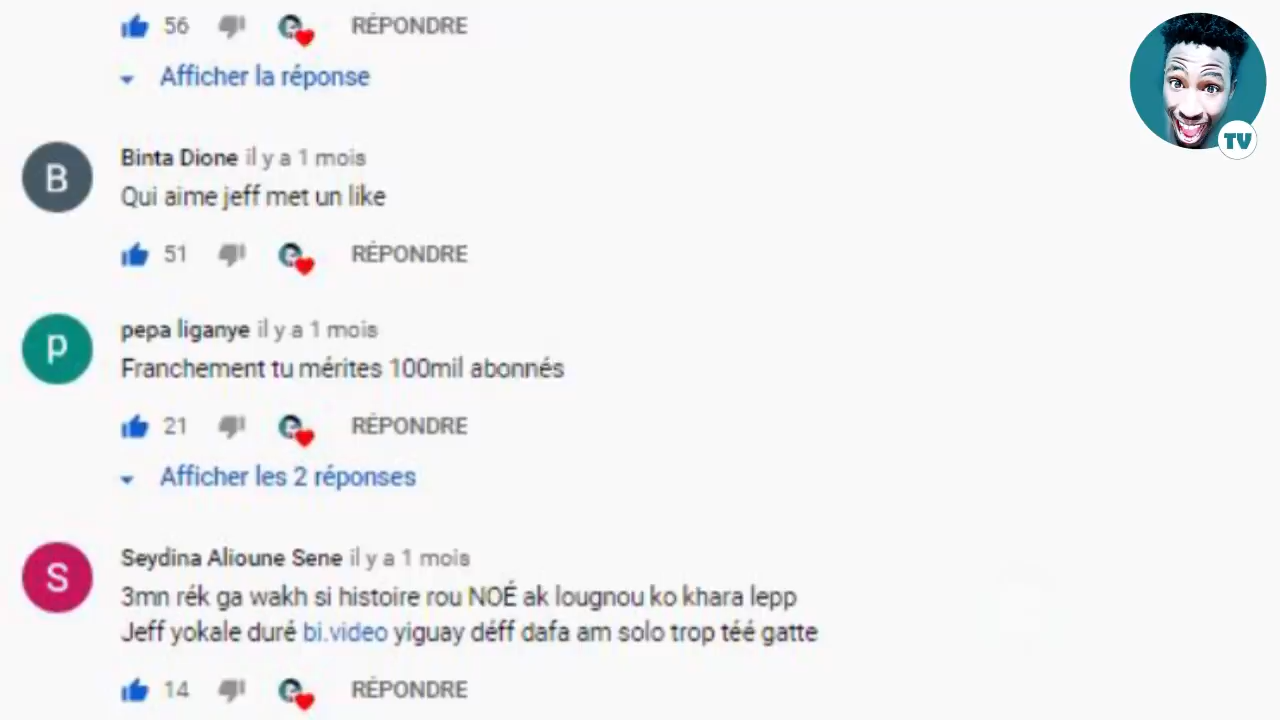 56 RÉPONDRE
Afficher la réponse
TV
B
Binta Dione il y a 1 mois
Qui aime jeff met un like
51 RÉPONDRE
p
pepa liganye il y a 1 mois
Franchement tu mérites 100mil abonnés
21 RÉPONDRE
Afficher les 2 réponses
S
Seydina Alioune Sene il y a 1 mois
3mn rék ga wakh si histoire rou NOÉ ak lougnou ko khara lepp
Jeff yokale duré bi.video yiguay déff dafa am solo trop téé gatte
14 RÉPONDRE